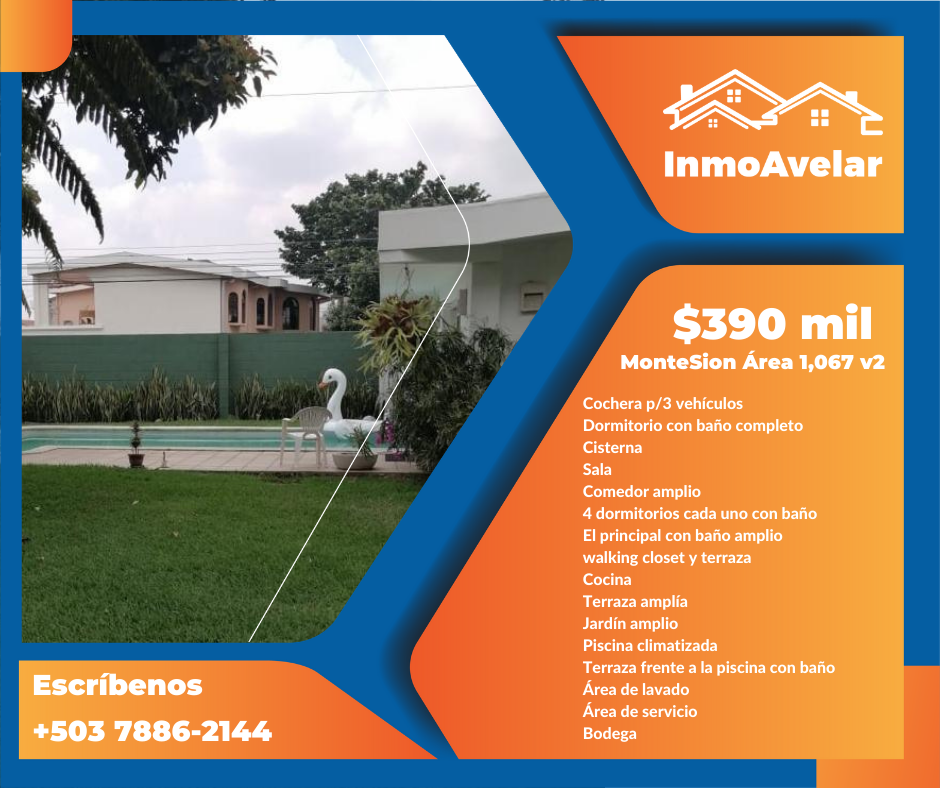 InmoAvelar
$390 mil
MonteSion Área 1,067 v2
Cochera p/3 vehículos
Dormitorio con baño completo
Cisterna
Sala
Comedor amplio
4 dormitorios cada uno con baño
El principal con baño amplio
walking closet y terraza
Cocina
Terraza amplía
Jardín amplio
Piscina climatizada
Terraza frente a la piscina con baño
Área de lavado
Área de servicio
Bodega
Escríbenos
+503 7886-2144